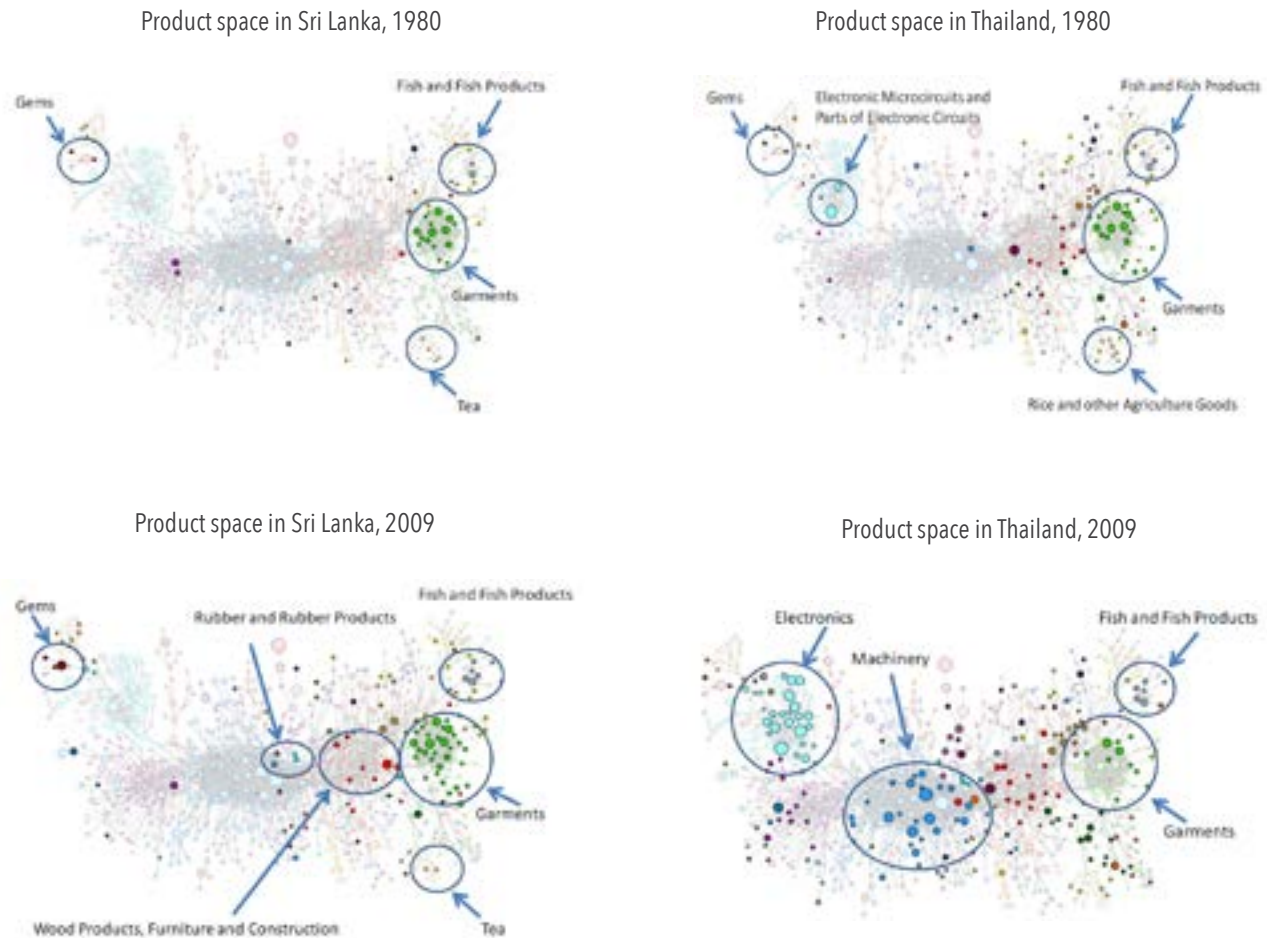 Product space in Sri Lanka, 1980
Gems
Fish and Fish Products
Garments
Tea
Product space in Thailand, 1980
Gems
Electronic Microcircuits and
Parts of Electronic Circuits
Fish and Fish Products
Garments
Rice and other Agriculture Goods
Product space in Sri Lanka, 2009
Gems
Rubber and Rubber Products
Fish and Fish Products
Garments
Wood Products, Furniture and Construction
Tea
Product space in Thailand, 2009
Electronics
Machinery
Fish and Fish Products
Garments